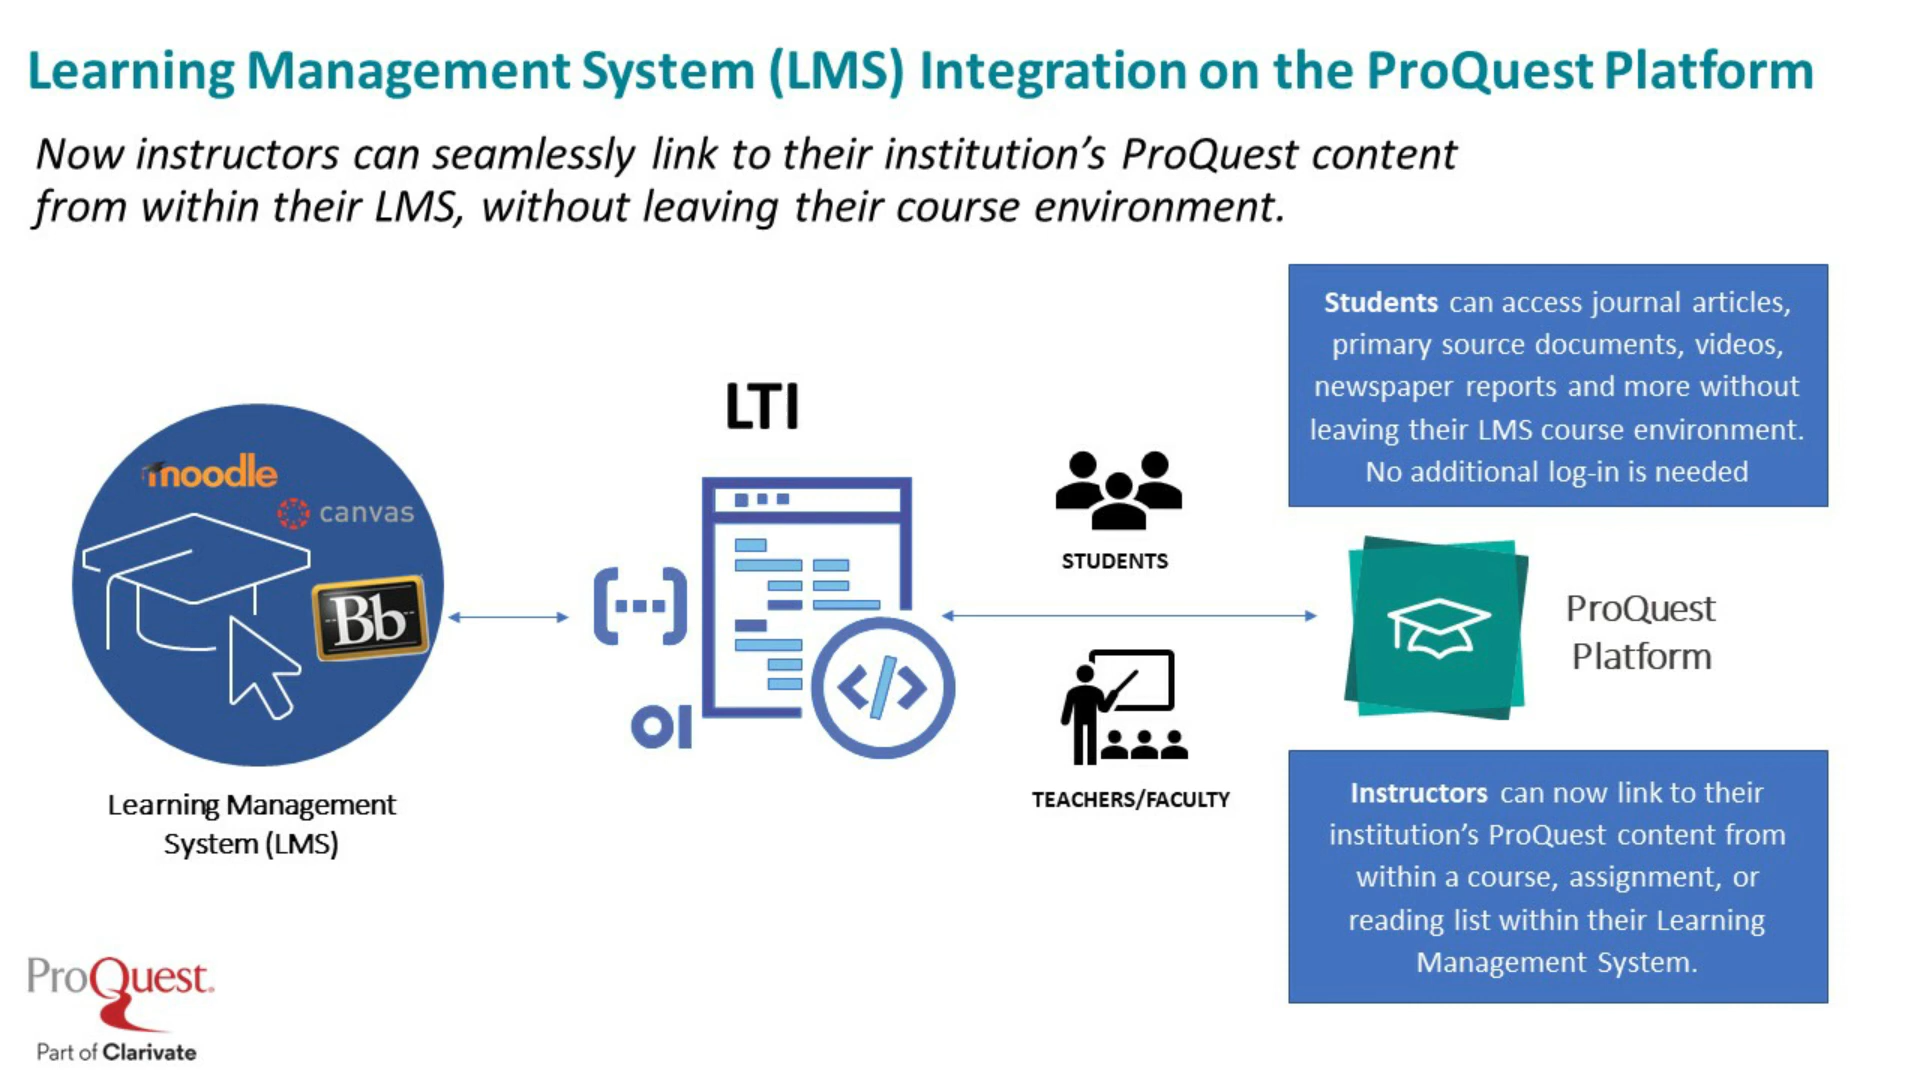 Learning Management System (LMS) Integration on the ProQuest Platform
Now instructors can seamlessly link to their institution’s ProQuest content
from within their LMS, without leaving their course environment.
Students can access journal articles,
primary source documents, videos,
newspaper reports and more without
leaving their LMS course environment.
No additional log-in is needed
LTI
moodle
canvas
Bb
STUDENTS
ProQuest
Platform
TEACHERS/FACULTY
Learning Management
System (LMS)
Instructors can now link to their
institution’s ProQuest content from
within a course, assignment, or
reading list within their Learning
Management System.
ProQuest
Part of Clarivate